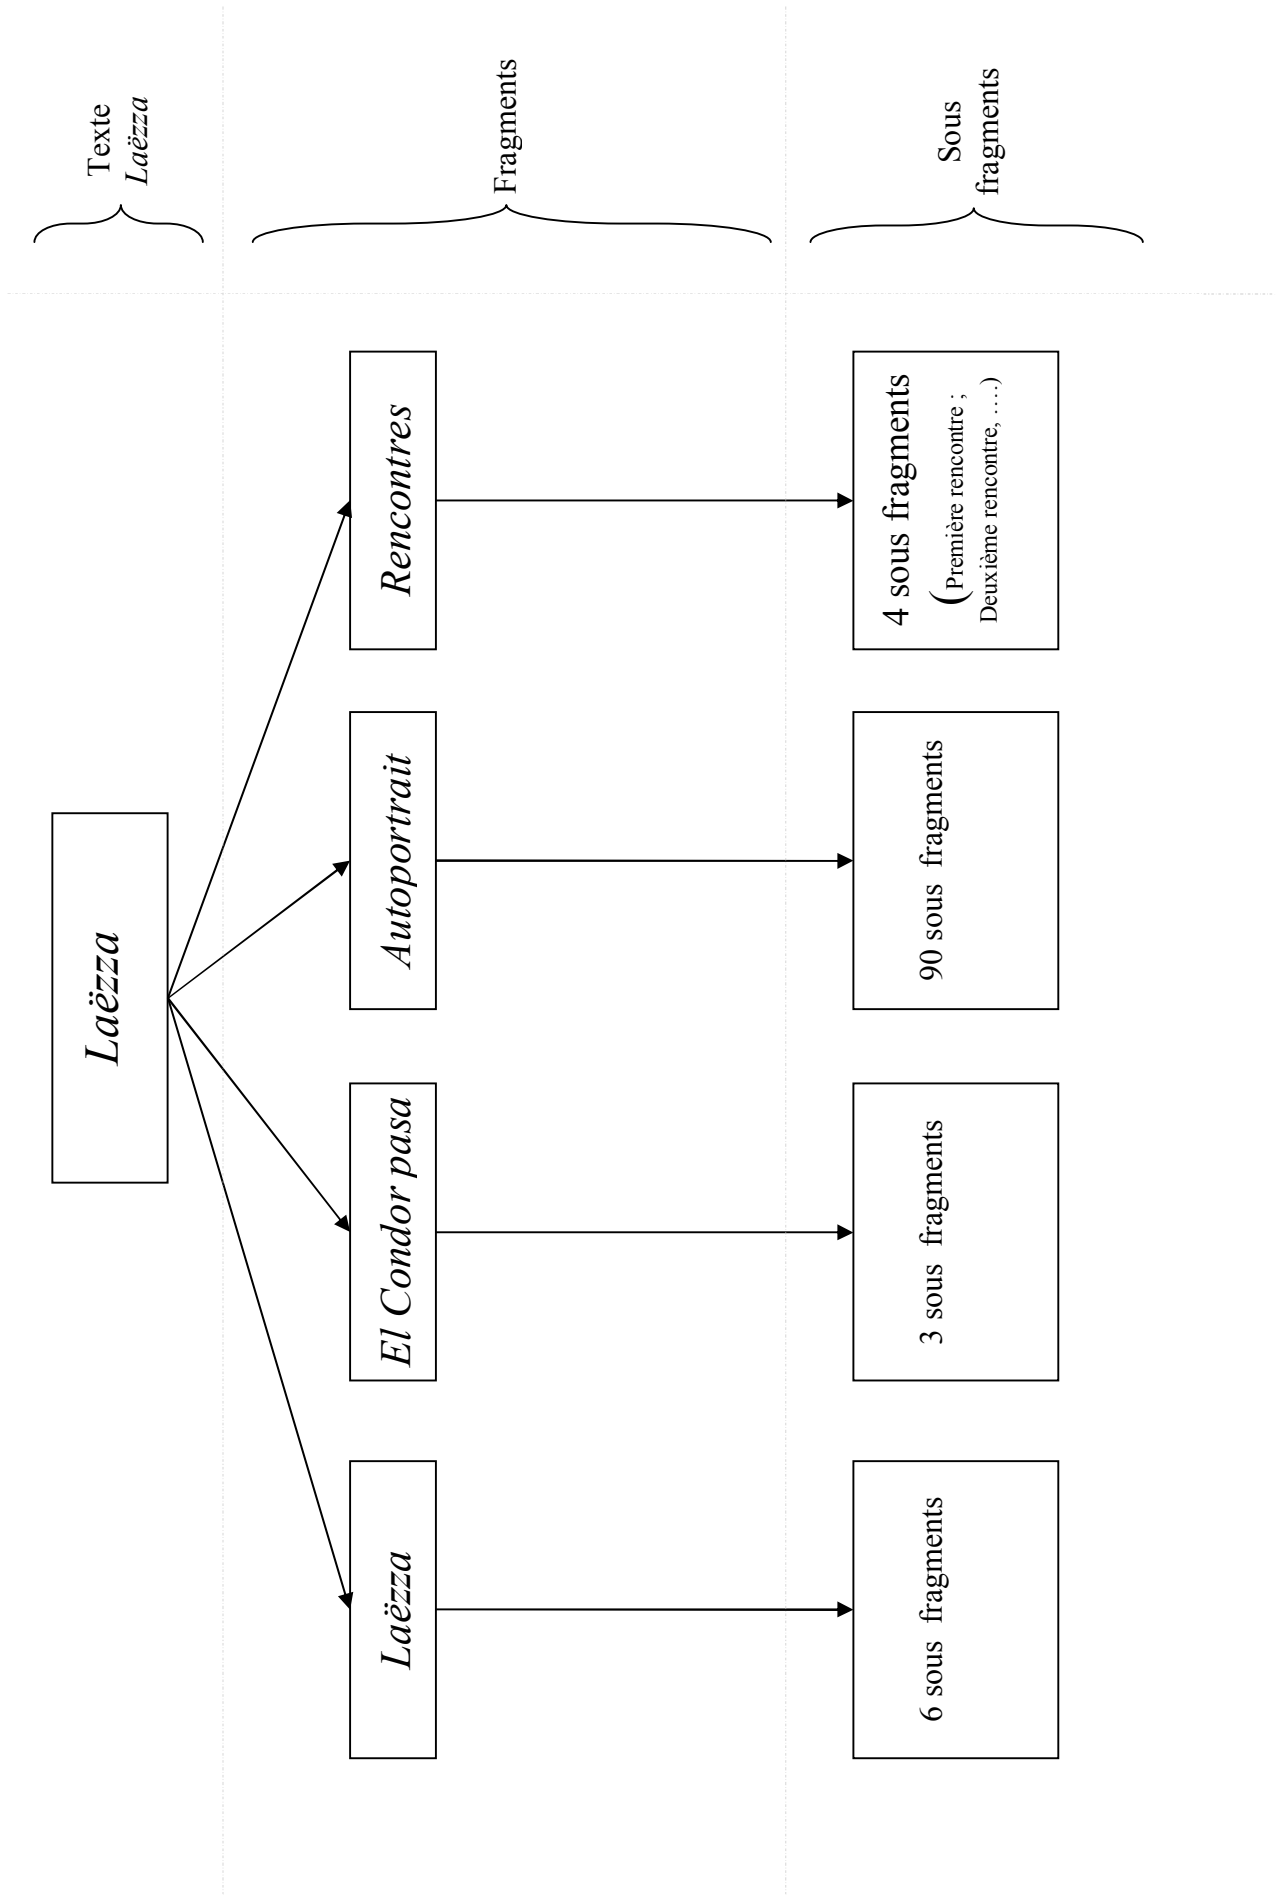 Laëzza
Texte
Laëzza
Laëzza
El Condor pasa
Autoportrait
Rencontres
Fragments
6 sous fragments
3 sous fragments
90 sous fragments
4 sous fragments
(Première rencontre ;
Deuxième rencontre, ….)
Sous
fragments